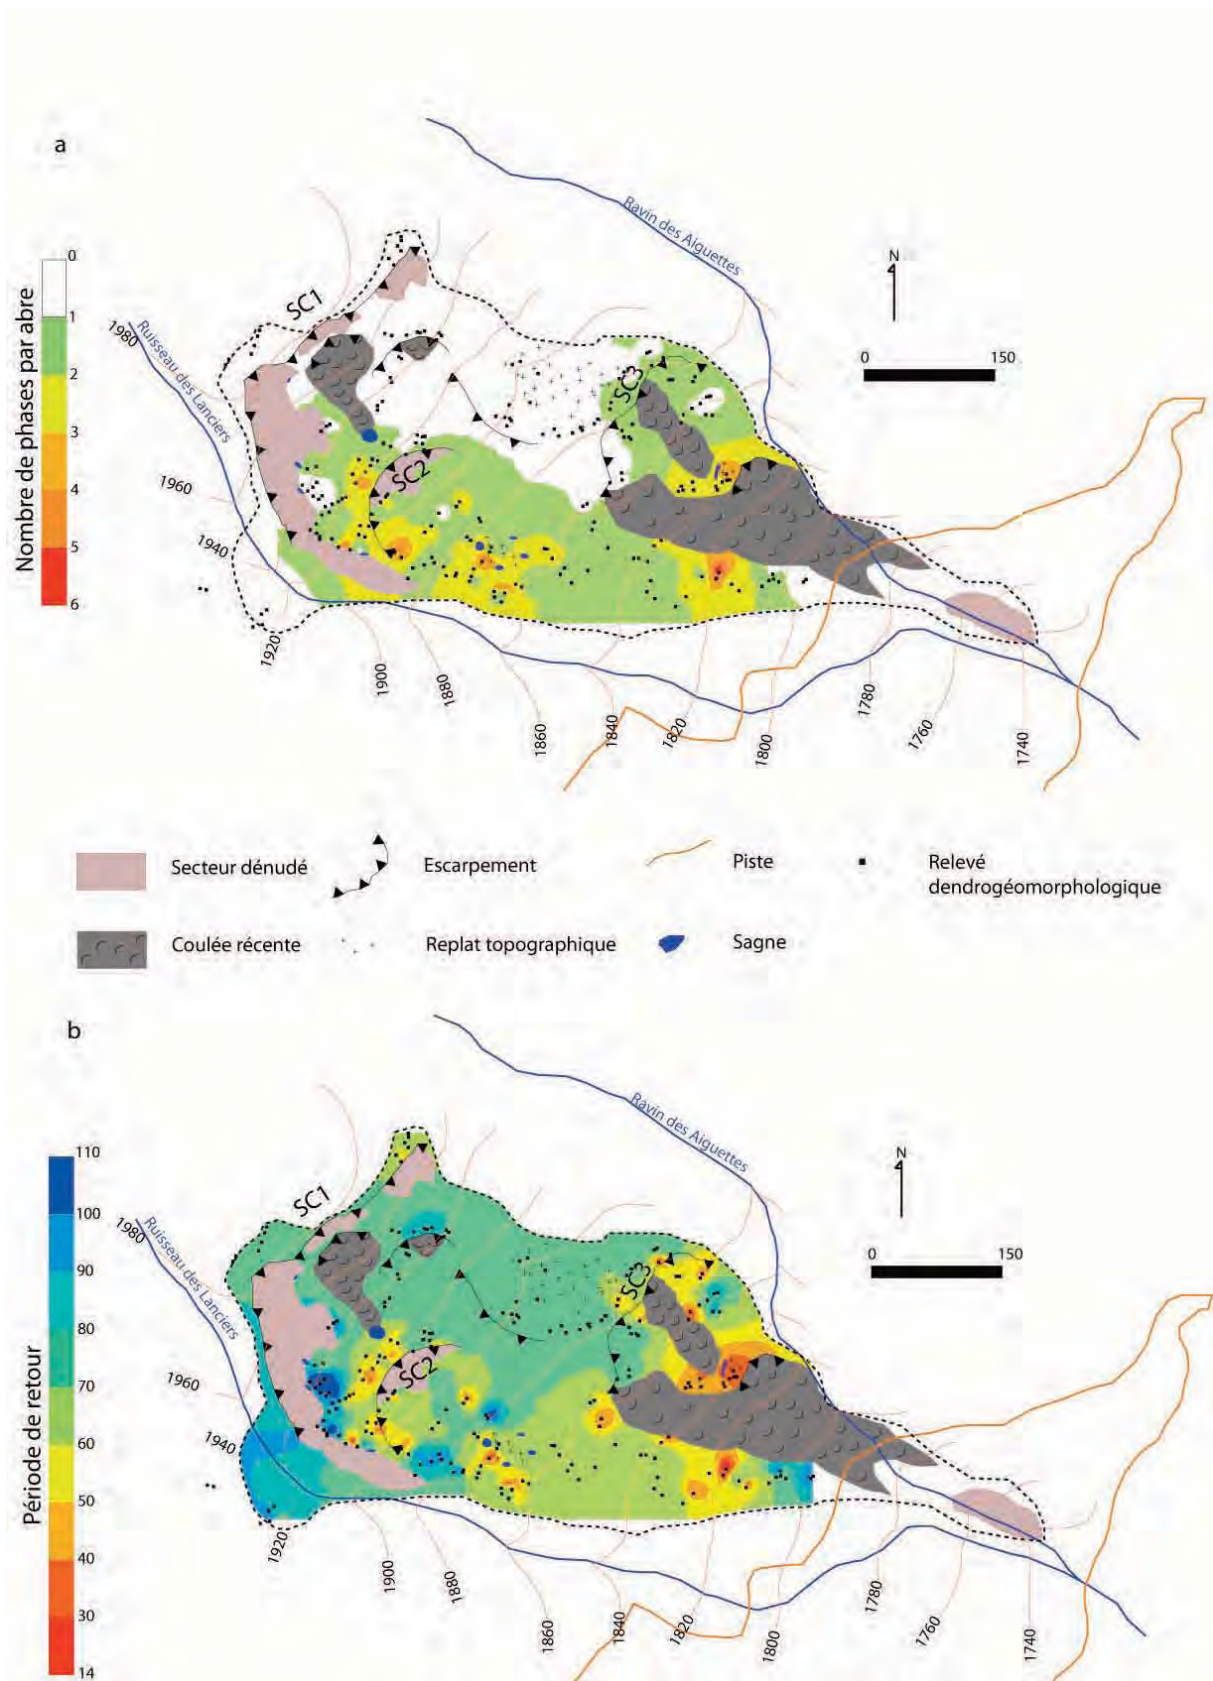 a
Ravin des Aiguettes
N
0 150
Nombre de phases par abre
0
1
2
3
4
5
6
SC1
SC2
SC3
Ruisseau des Lanciers
1980
1960
1940
1920
1900
1880
1860
1840
1820
1800
1780
1760
1740
Secteur dénudé
Escarpement
Piste
Relevé
dendrogéomorphologique
Coulée récente
Replat topographique
Sagne
b
Ravin des Aiguettes
N
0 150
Période de retour
110
100
90
80
70
60
50
40
30
14
SC1
SC2
SC3
Ruisseau des Lanciers
1980
1960
1940
1920
1900
1880
1860
1840
1820
1800
1780
1760
1740